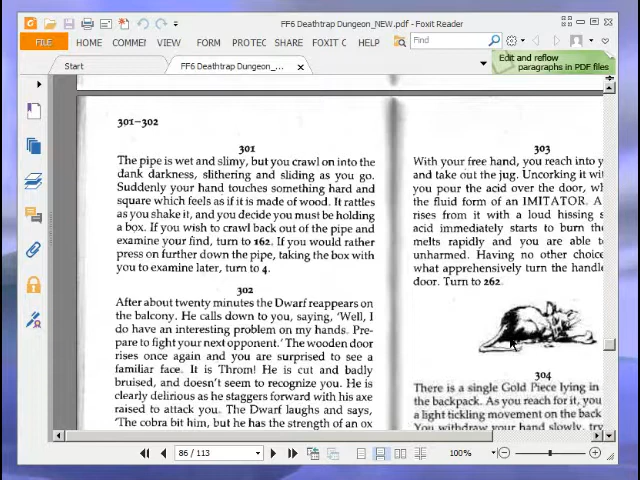 FF6 Deathtrap Dungeon_NEW.pdf - Foxit Reader
FILE HOME COMME VIEW FORM PROTEC SHARE FOXIT C HELP Find
Edit and reflow
paragraphs in PDF files
Start FF6 Deathtrap Dungeon_...
301–302
301
The pipe is wet and slimy, but you crawl on into the
dank darkness, slithering and sliding as you go.
Suddenly your hand touches something hard and
square which feels as if it is made of wood. It rattles
as you shake it, and you decide you must be holding
a box. If you wish to crawl back out of the pipe and
examine your find, turn to 162. If you would rather
press on further down the pipe, taking the box with
you to examine later, turn to 4.
302
After about twenty minutes the Dwarf reappears on
the balcony. He calls down to you, saying, 'Well, I
do have an interesting problem on my hands. Pre-
pare to fight your next opponent.' The wooden door
rises once again and you are surprised to see a
familiar face. It is Throm! He is cut and badly
bruised, and doesn't seem to recognize you. He is
clearly delirious as he staggers forward with his axe
raised to attack you. The Dwarf laughs and says,
'The cobra bit him, but he has the strength of an ox
303
With your free hand, you reach into y
and take out the jug. Uncorking it wi
you pour the acid over the door, wh
the fluid form of an IMITATOR. A
rises from it with a loud hissing s
acid immediately starts to burn the
melts rapidly and you are able t
unharmed. Having no other choice
what apprehensively turn the handle
door. Turn to 262.
304
There is a single Gold Piece lying in
the backpack. As you reach for it, you
a light tickling movement on the back
You withdraw your hand slowly, try
86 / 113 100%